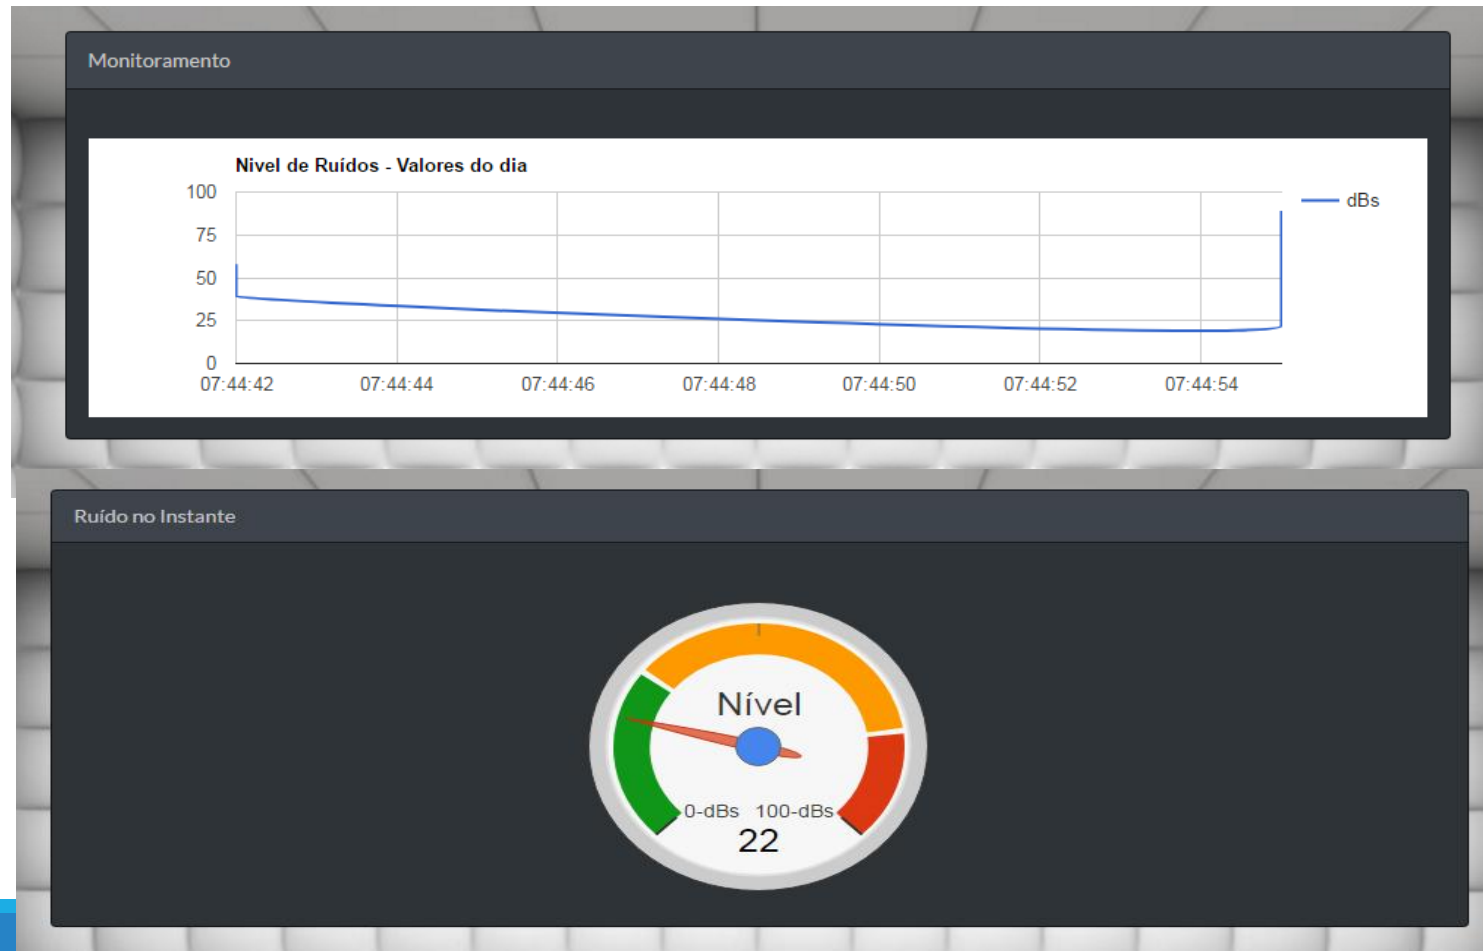 Monitoramento
Nivel de Ruídos - Valores do dia
dBs
100
75
50
25
0
07:44:42 07:44:44 07:44:46 07:44:48 07:44:50 07:44:52 07:44:54
Ruído no Instante
Nível
0-dBs 100-dBs
22